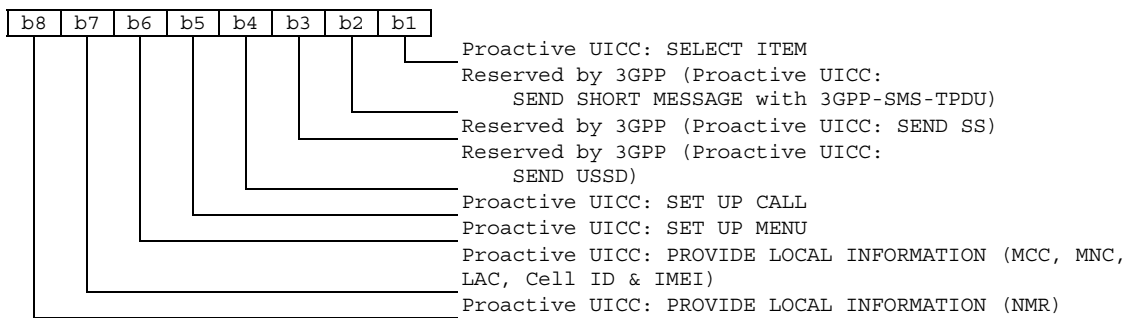 b8 b7 b6 b5 b4 b3 b2 b1
Proactive UICC: SELECT ITEM
Reserved by 3GPP (Proactive UICC:
SEND SHORT MESSAGE with 3GPP-SMS-TPDU)
Reserved by 3GPP (Proactive UICC: SEND SS)
Reserved by 3GPP (Proactive UICC:
SEND USSD)
Proactive UICC: SET UP CALL
Proactive UICC: SET UP MENU
Proactive UICC: PROVIDE LOCAL INFORMATION (MCC, MNC,
LAC, Cell ID & IMEI)
Proactive UICC: PROVIDE LOCAL INFORMATION (NMR)